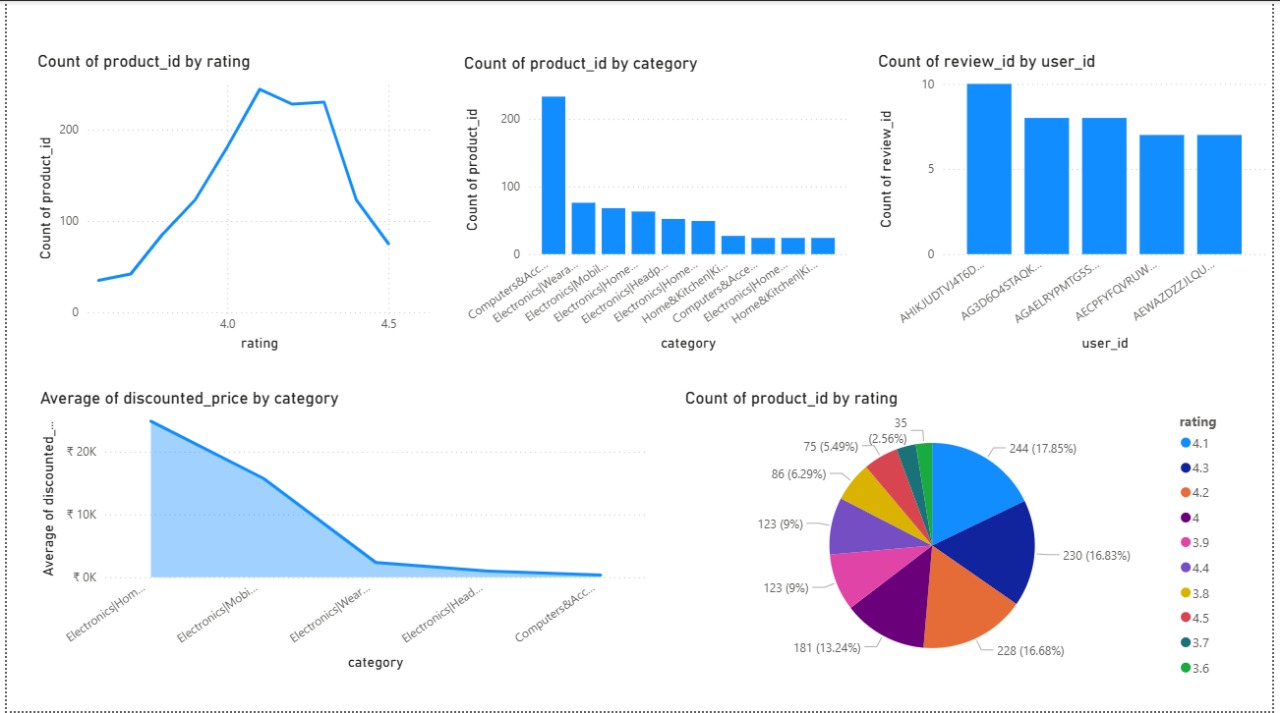 Count of product_id by rating
Count of product_id
200
100
0
4.0
4.5
rating
Count of product_id by category
Count of product_id
200
100
0
Computers&Acc...
Electronics|Weara...
Electronics|Mobil...
Electronics|Home...
Electronics|Headp...
Electronics|Home...
Home&Kitchen|Ki...
Computers&Acce...
Electronics|Home...
Home&Kitchen|Ki...
category
Count of review_id by user_id
Count of review_id
10
5
0
AHIKJUDTVJ4T6D...
AG3D6O4STAQK...
AGAELRYPMTGSS...
AECPFYFQVRUW...
AEWAZDZZJLQU...
user_id
Average of discounted_price by category
Average of discounted_...
₹ 20K
₹ 10K
₹ 0K
Electronics|Hom...
Electronics|Mobi...
Electronics|Wear...
Electronics|Head...
Computers&Acc...
category
Count of product_id by rating
35
(2.56%)
75 (5.49%)
86 (6.29%)
123 (9%)
123 (9%)
181 (13.24%)
244 (17.85%)
230 (16.83%)
228 (16.68%)
rating
4.1
4.3
4.2
4
3.9
4.4
3.8
4.5
3.7
3.6